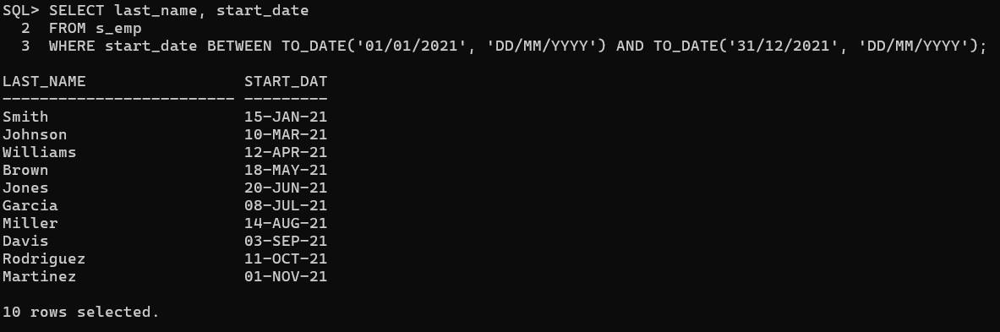 SQL> SELECT last_name, start_date
  2  FROM s_emp
  3  WHERE start_date BETWEEN TO_DATE('01/01/2021', 'DD/MM/YYYY') AND TO_DATE('31/12/2021', 'DD/MM/YYYY');

LAST_NAME                 START_DAT
------------------------- ---------
Smith                     15-JAN-21
Johnson                   10-MAR-21
Williams                  12-APR-21
Brown                     18-MAY-21
Jones                     20-JUN-21
Garcia                    08-JUL-21
Miller                    14-AUG-21
Davis                     03-SEP-21
Rodriguez                 11-OCT-21
Martinez                  01-NOV-21

10 rows selected.